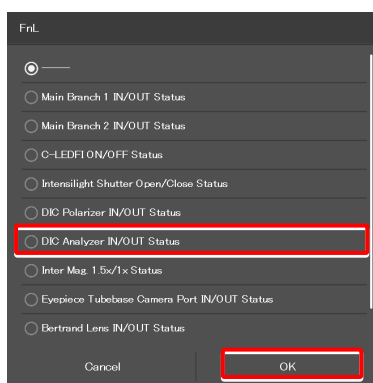 FnL
———
Main Branch 1 IN/OUT Status
Main Branch 2 IN/OUT Status
C-LEDFI ON/OFF Status
Intensilight Shutter Open/Close Status
DIC Polarizer IN/OUT Status
DIC Analyzer IN/OUT Status
Inter Mag. 1.5x/1x Status
Eyepiece Tubebase Camera Port IN/OUT Status
Bertrand Lens IN/OUT Status
Cancel OK